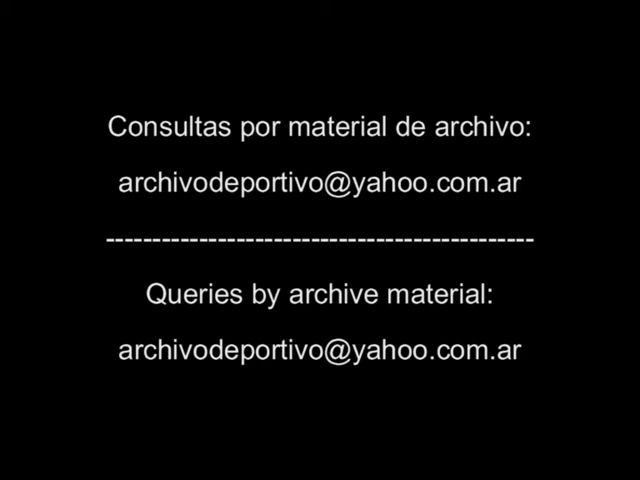 Consultas por material de archivo:
archivodeportivo@yahoo.com.ar
----------------------------------------------
Queries by archive material:
archivodeportivo@yahoo.com.ar